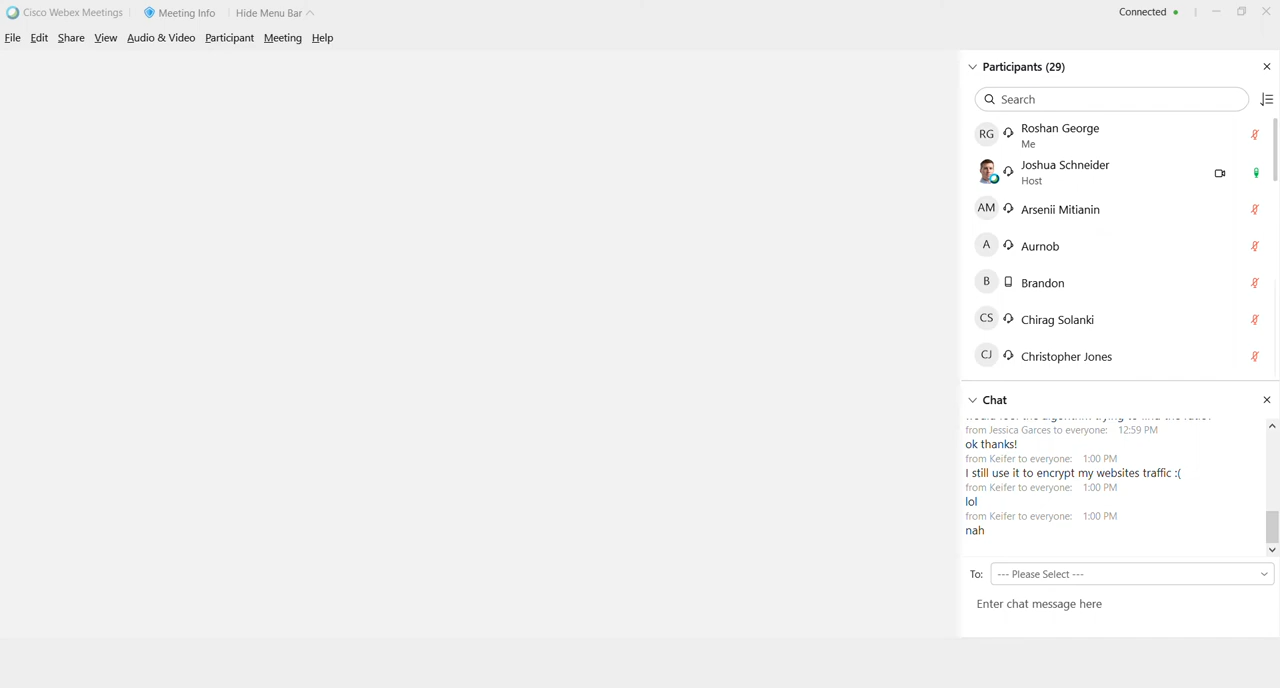 Cisco Webex Meetings Meeting Info Hide Menu Bar Connected
File Edit Share View Audio & Video Participant Meeting Help
Participants (29)
Search
RG Roshan George
Me
Joshua Schneider
Host
AM Arsenii Mitianin
A Aurnob
B Brandon
CS Chirag Solanki
CJ Christopher Jones
Chat
from Jessica Garces to everyone: 12:59 PM
ok thanks!
from Keifer to everyone: 1:00 PM
I still use it to encrypt my websites traffic :(
from Keifer to everyone: 1:00 PM
lol
from Keifer to everyone: 1:00 PM
nah
To: --- Please Select ---
Enter chat message here